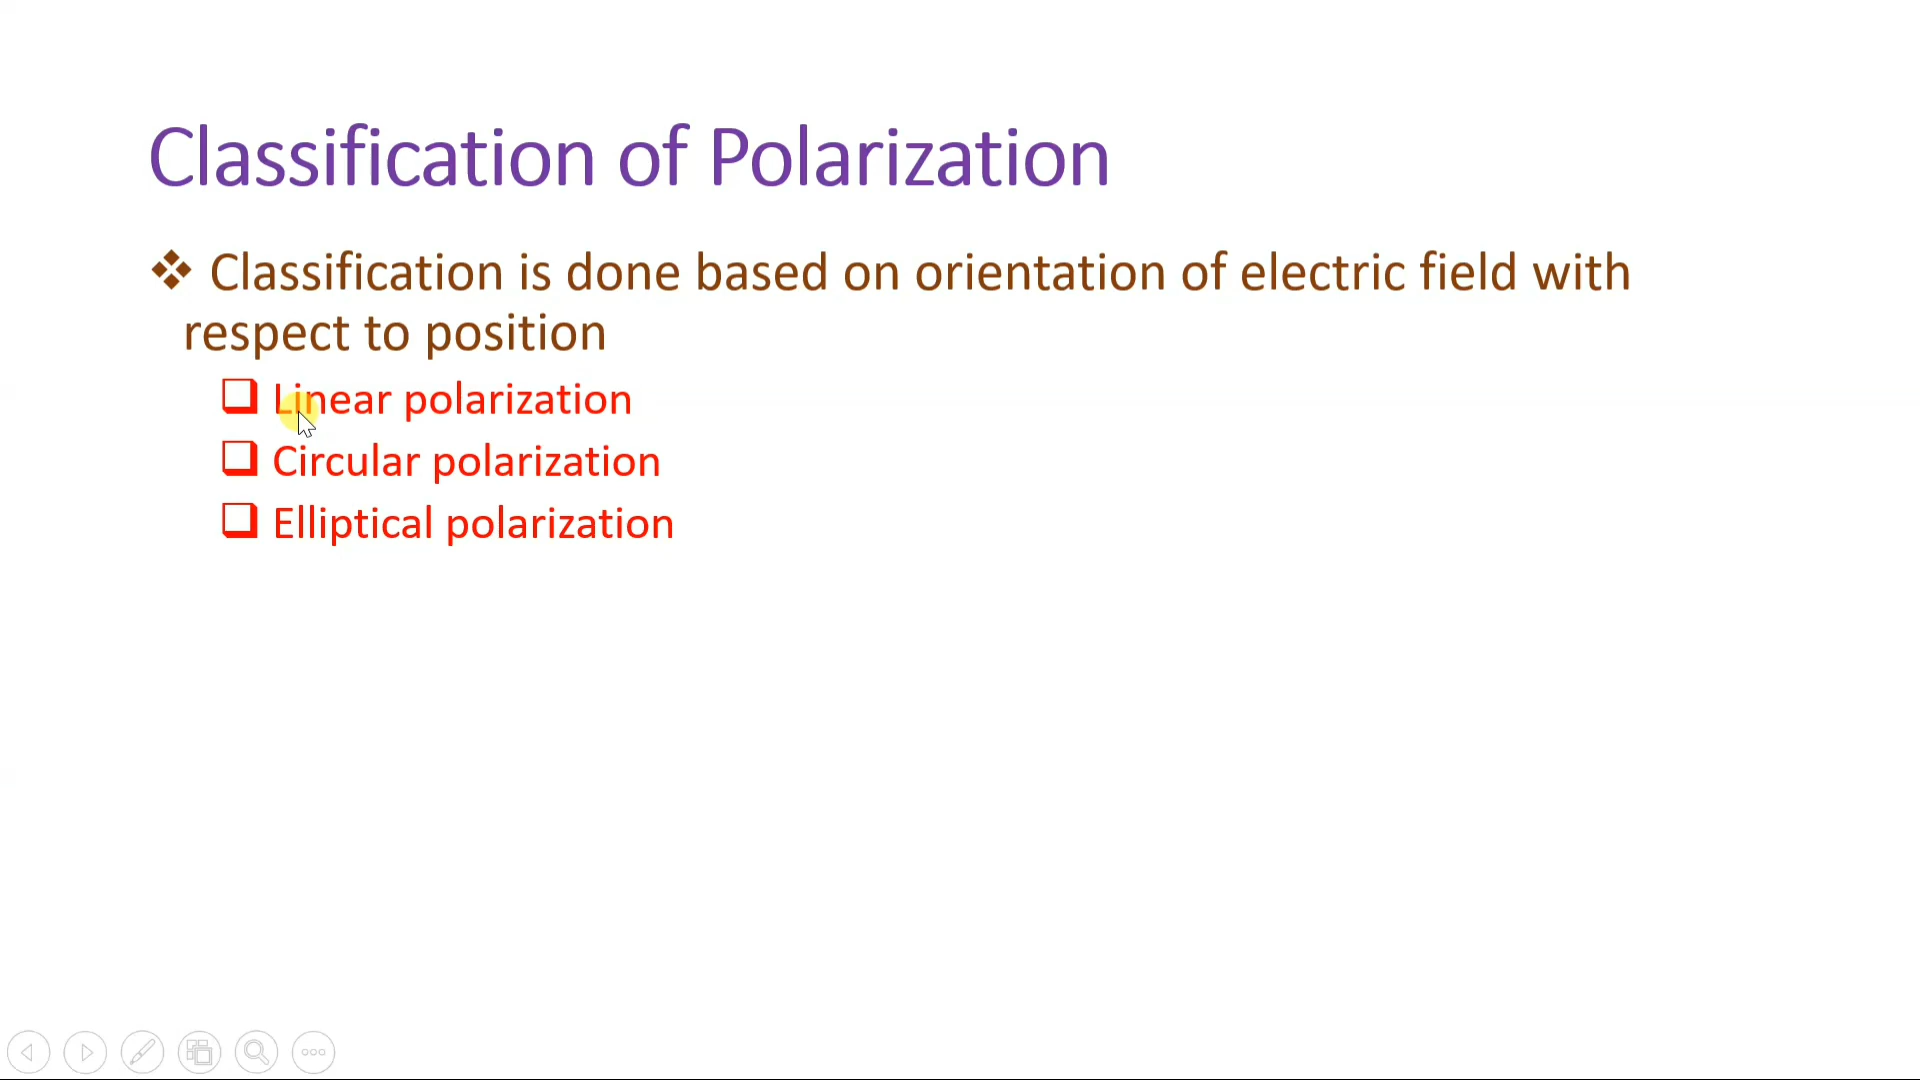 Classification of Polarization
Classification is done based on orientation of electric field with
respect to position
Linear polarization
Circular polarization
Elliptical polarization